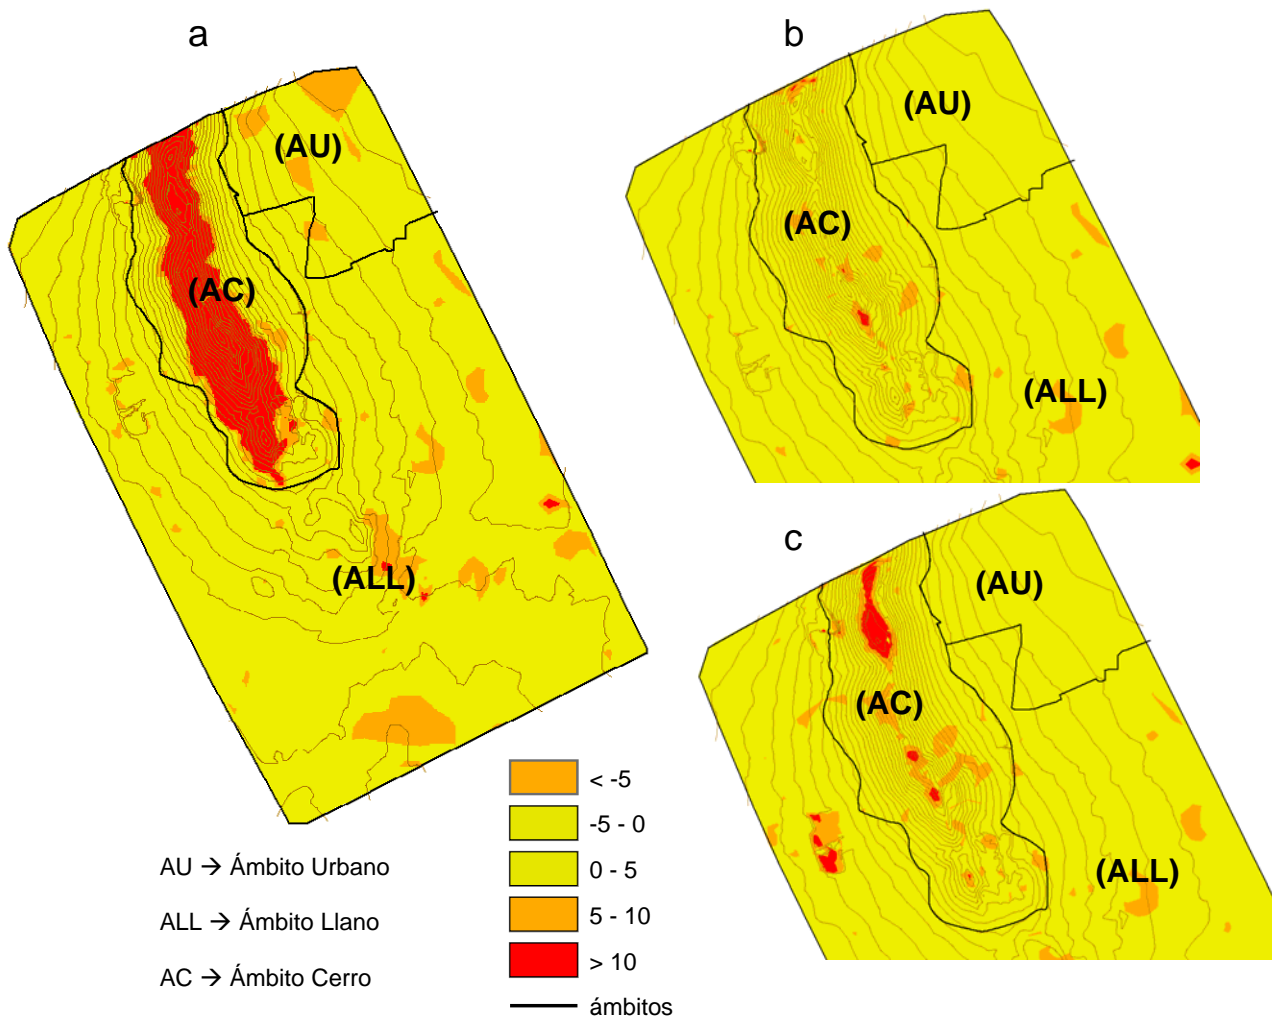 a
b
c
(AU)
(AC)
(ALL)
(AU)
(AC)
(ALL)
(AU)
(AC)
(ALL)
AU → Ámbito Urbano
ALL → Ámbito Llano
AC → Ámbito Cerro
< -5
-5 - 0
0 - 5
5 - 10
> 10
ámbitos